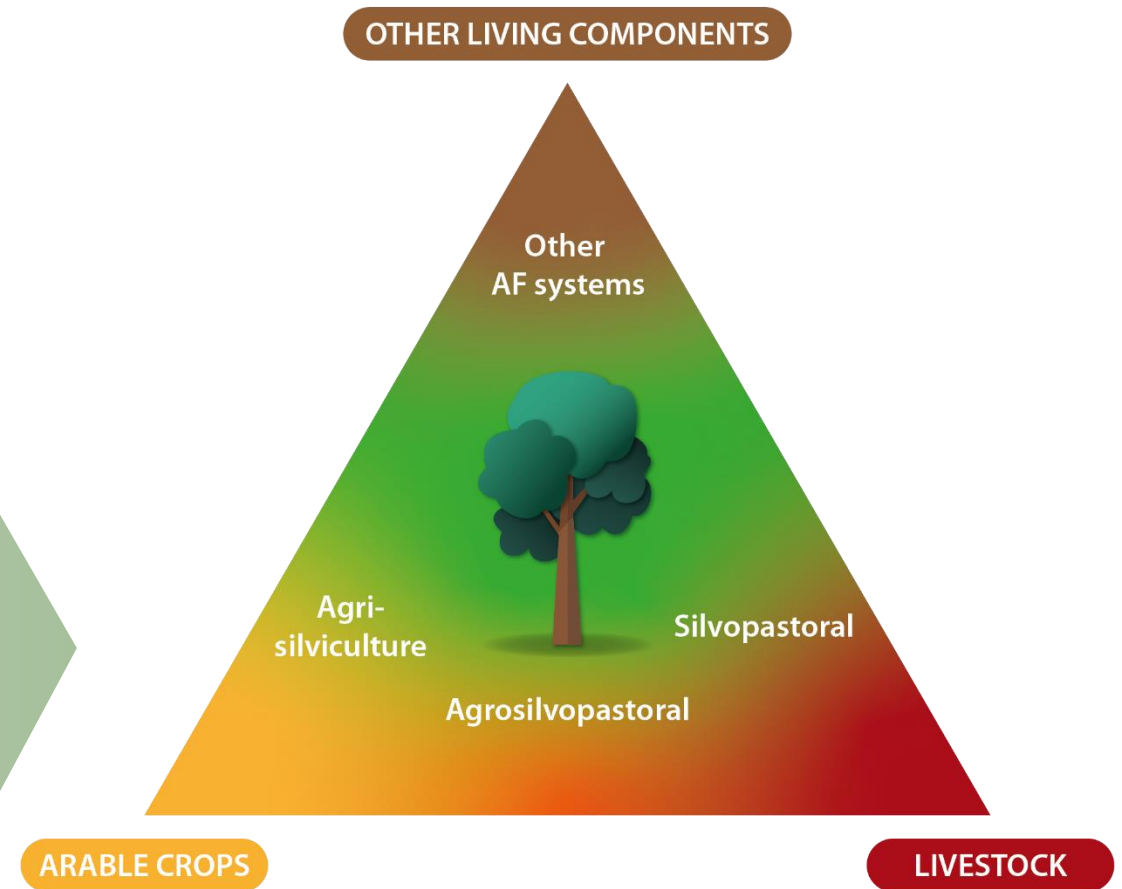 OTHER LIVING COMPONENTS
Other
AF systems
Agri-
silviculture
Silvopastoral
Agrosilvopastoral
ARABLE CROPS
LIVESTOCK